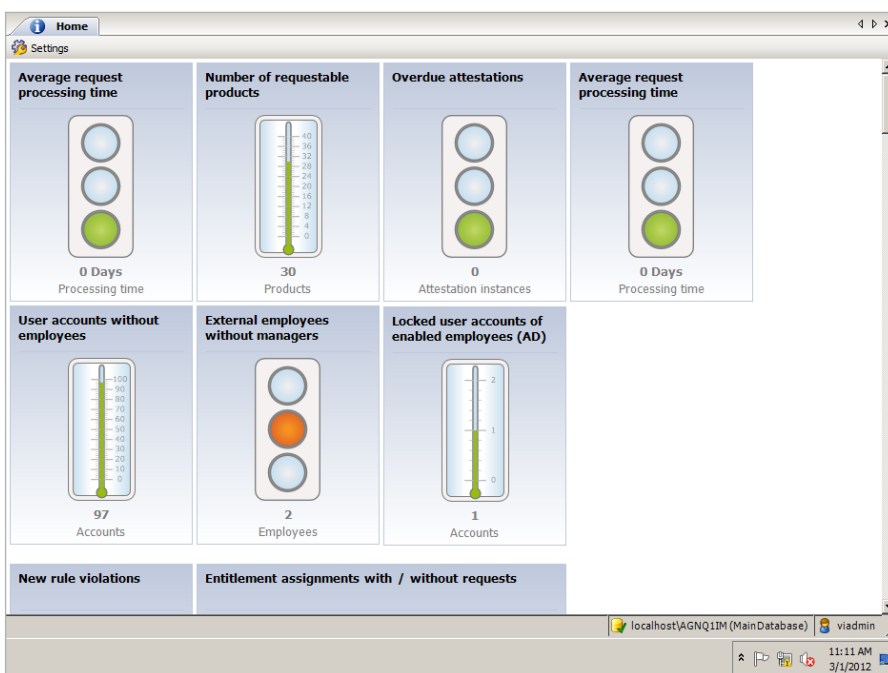 Home
Settings
Average request
processing time
0 Days
Processing time
Number of requestable
products
40
36
32
28
24
20
16
12
8
4
0
30
Products
Overdue attestations
0
Attestation instances
Average request
processing time
0 Days
Processing time
User accounts without
employees
100
90
80
70
60
50
40
30
20
10
0
97
Accounts
External employees
without managers
2
Employees
Locked user accounts of
enabled employees (AD)
2
1
0
1
Accounts
New rule violations
Entitlement assignments with / without requests
localhost\AGNQ1IM (MainDatabase)
viadmin
11:11 AM
3/1/2012